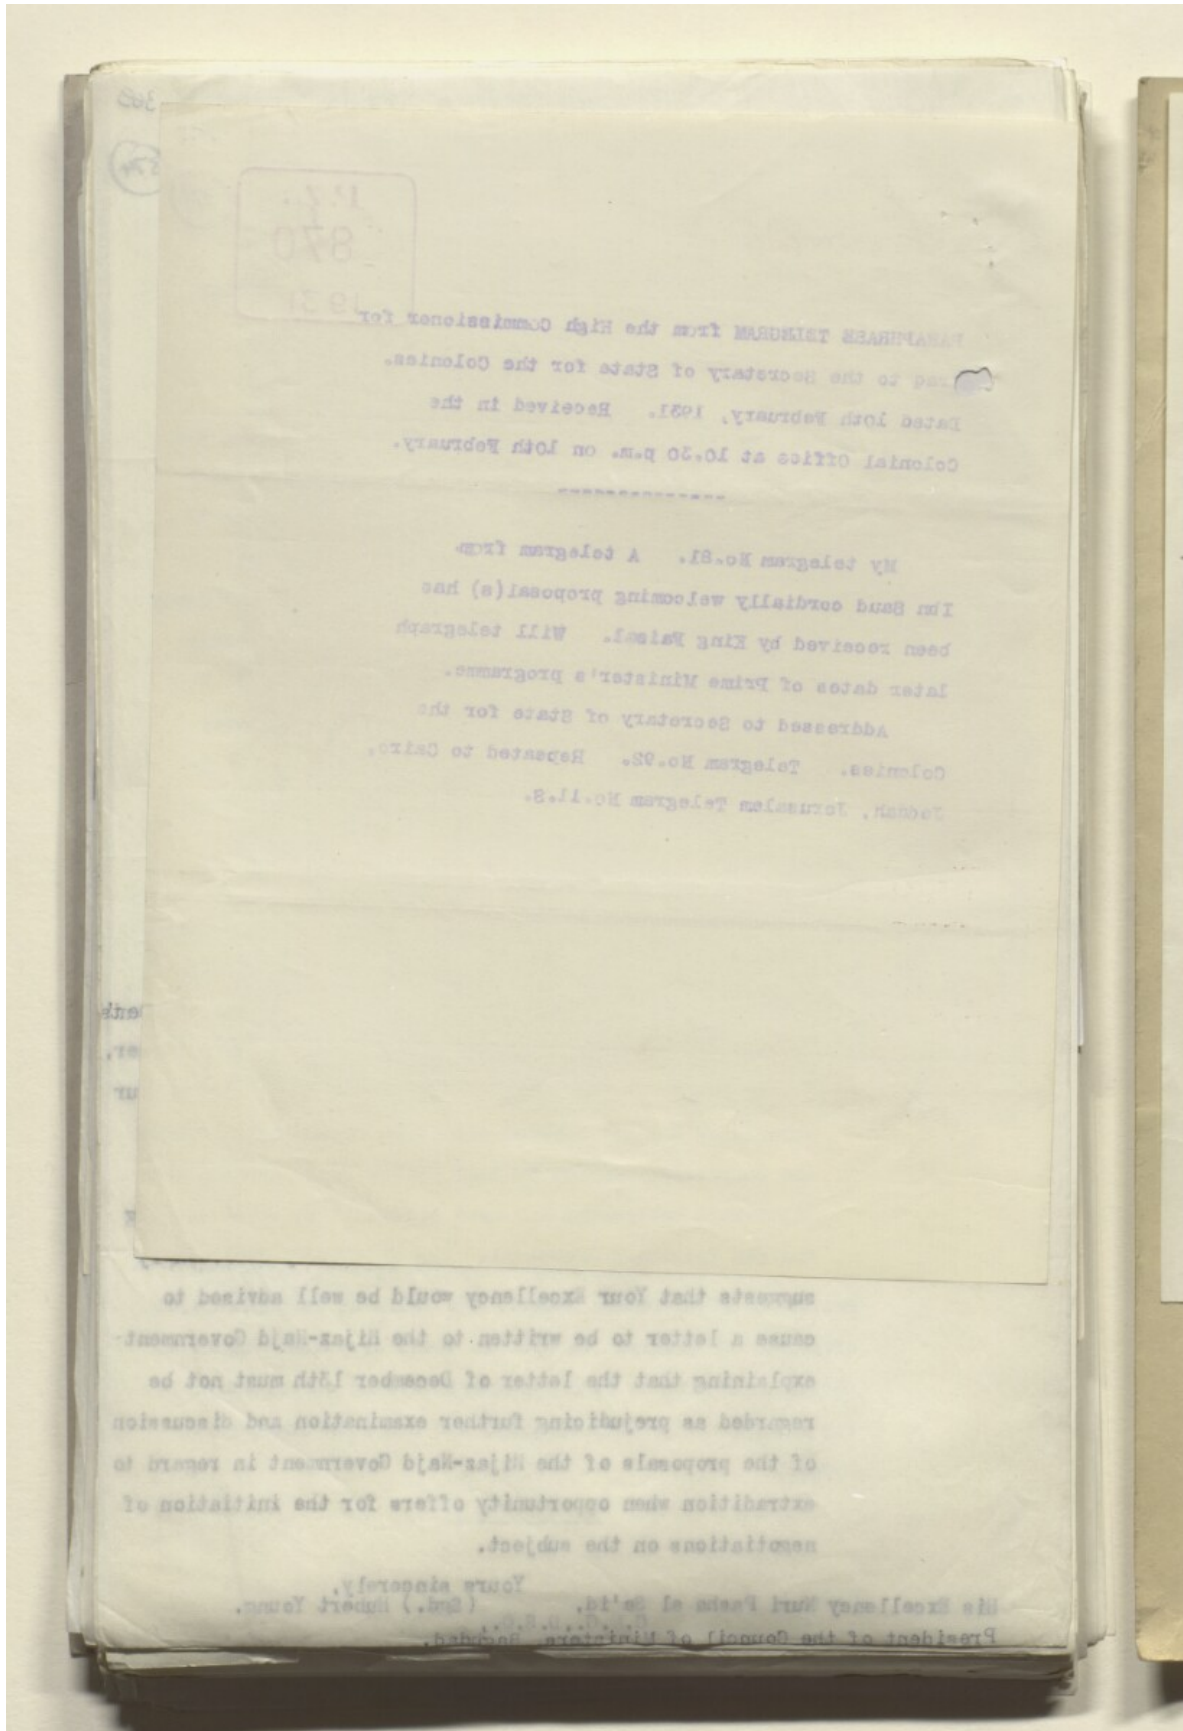 365
P.Z.
870
1931
PARAPHRASE TELEGRAM from the High Commissioner for
Iraq to the Secretary of State for the Colonies.
Dated 10th February, 1931. Received in the
Colonial Office at 10.30 p.m. on 10th February.
--------------
My telegram No.81. A telegram from
Ibn Saud cordially welcoming proposal(s) has
been received by King Faisal. Will telegraph
later dates of Prime Minister's programme.
Addressed to Secretary of State for the
Colonies. Telegram No.92. Repeated to Cairo,
Jeddah, Jerusalem Telegram No.11.S.
suggests that Your Excellency would be well advised to
cause a letter to be written to the Hijaz-Najd Government
explaining that the letter of December 13th must not be
regarded as prejudicing further examination and discussion
of the proposals of the Hijaz-Najd Government in regard to
extradition when opportunity offers for the initiation of
negotiations on the subject.
Yours sincerely,
(Sgd.) Hubert Young.
His Excellency Nuri Pasha al Sa'id,
C.M.G., D.S.O.,
President of the Council of Ministers, Baghdad.